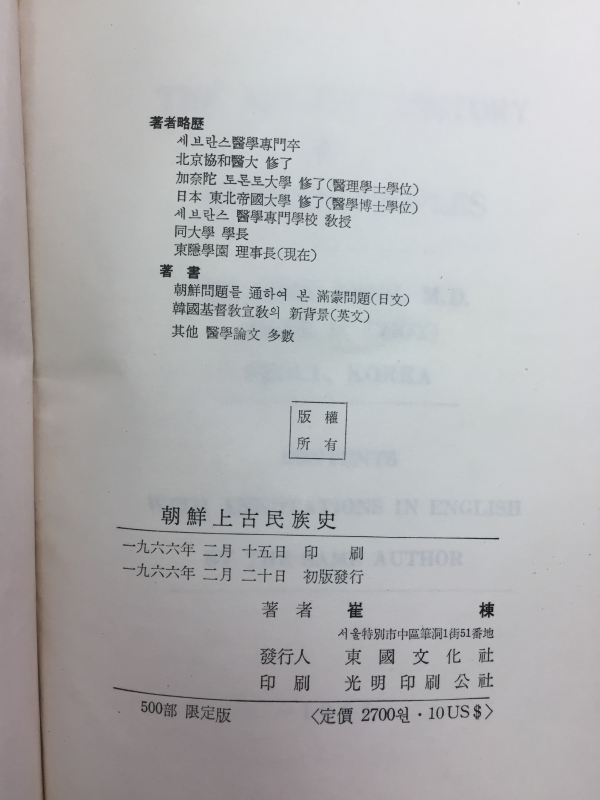 著者略歷
세브란스醫學專門卒
北京協和醫大 修了
加奈陀 토론토大學 修了(醫理學士學位)
日本 東北帝國大學 修了(醫學博士學位)
세브란스 醫學專門學校 敎授
同大學 學長
東隱學園 理事長(現在)
著書
朝鮮問題를 通하여 본 滿蒙問題(日文)
韓國基督敎宣敎의 新背景(英文)
其他 醫學論文 多數
版權
所有
朝鮮上古民族史
一九六六年 二月 十五日 印刷
一九六六年 二月 二十日 初版發行
著者 崔棟
서울特別市中區筆洞1街51番地
發行人 東國文化社
印刷 光明印刷公社
500部 限定版 〈定價 2700원·10US$〉